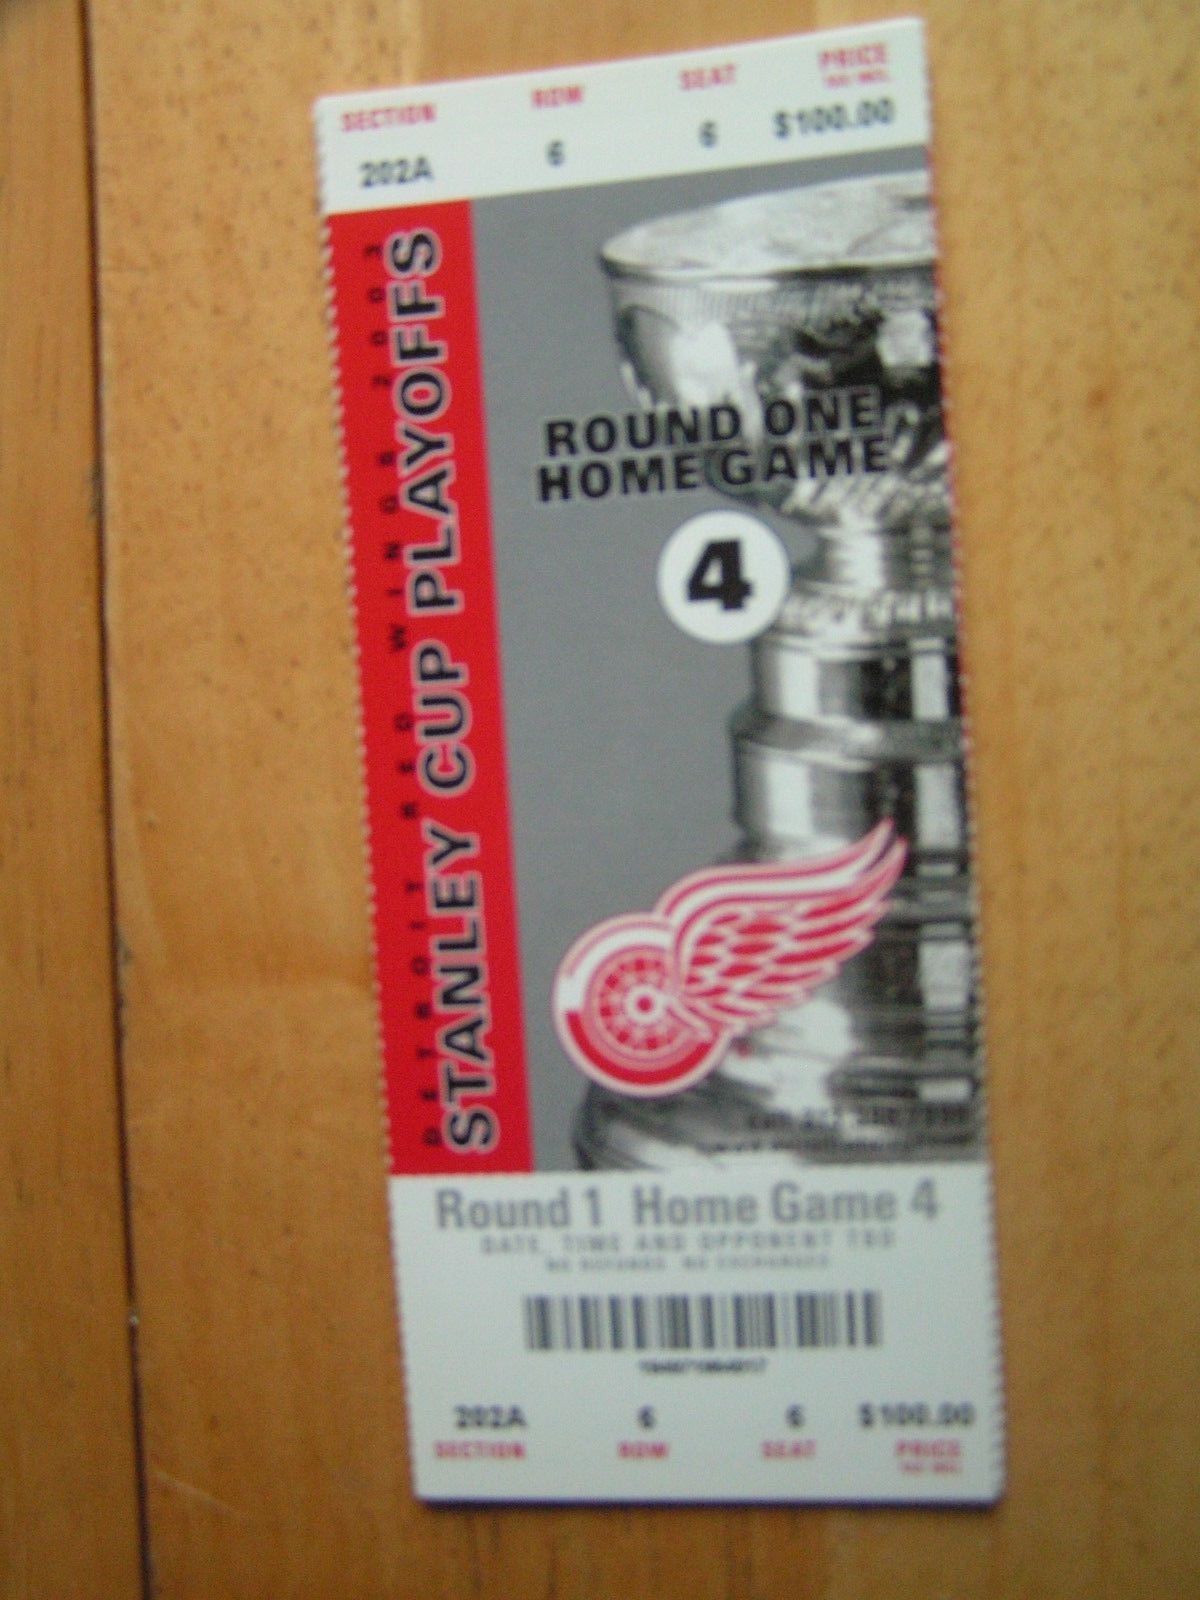 SECTION ROW SEAT PRICE
202A 6 6 $100.00
DETROIT RED WINGS 2003
STANLEY CUP PLAYOFFS
ROUND ONE
HOME GAME
4
Round 1 Home Game 4
DATE, TIME AND OPPONENT TBD
NO REFUNDS NO EXCHANGES
202A 6 6 $100.00
SECTION ROW SEAT PRICE